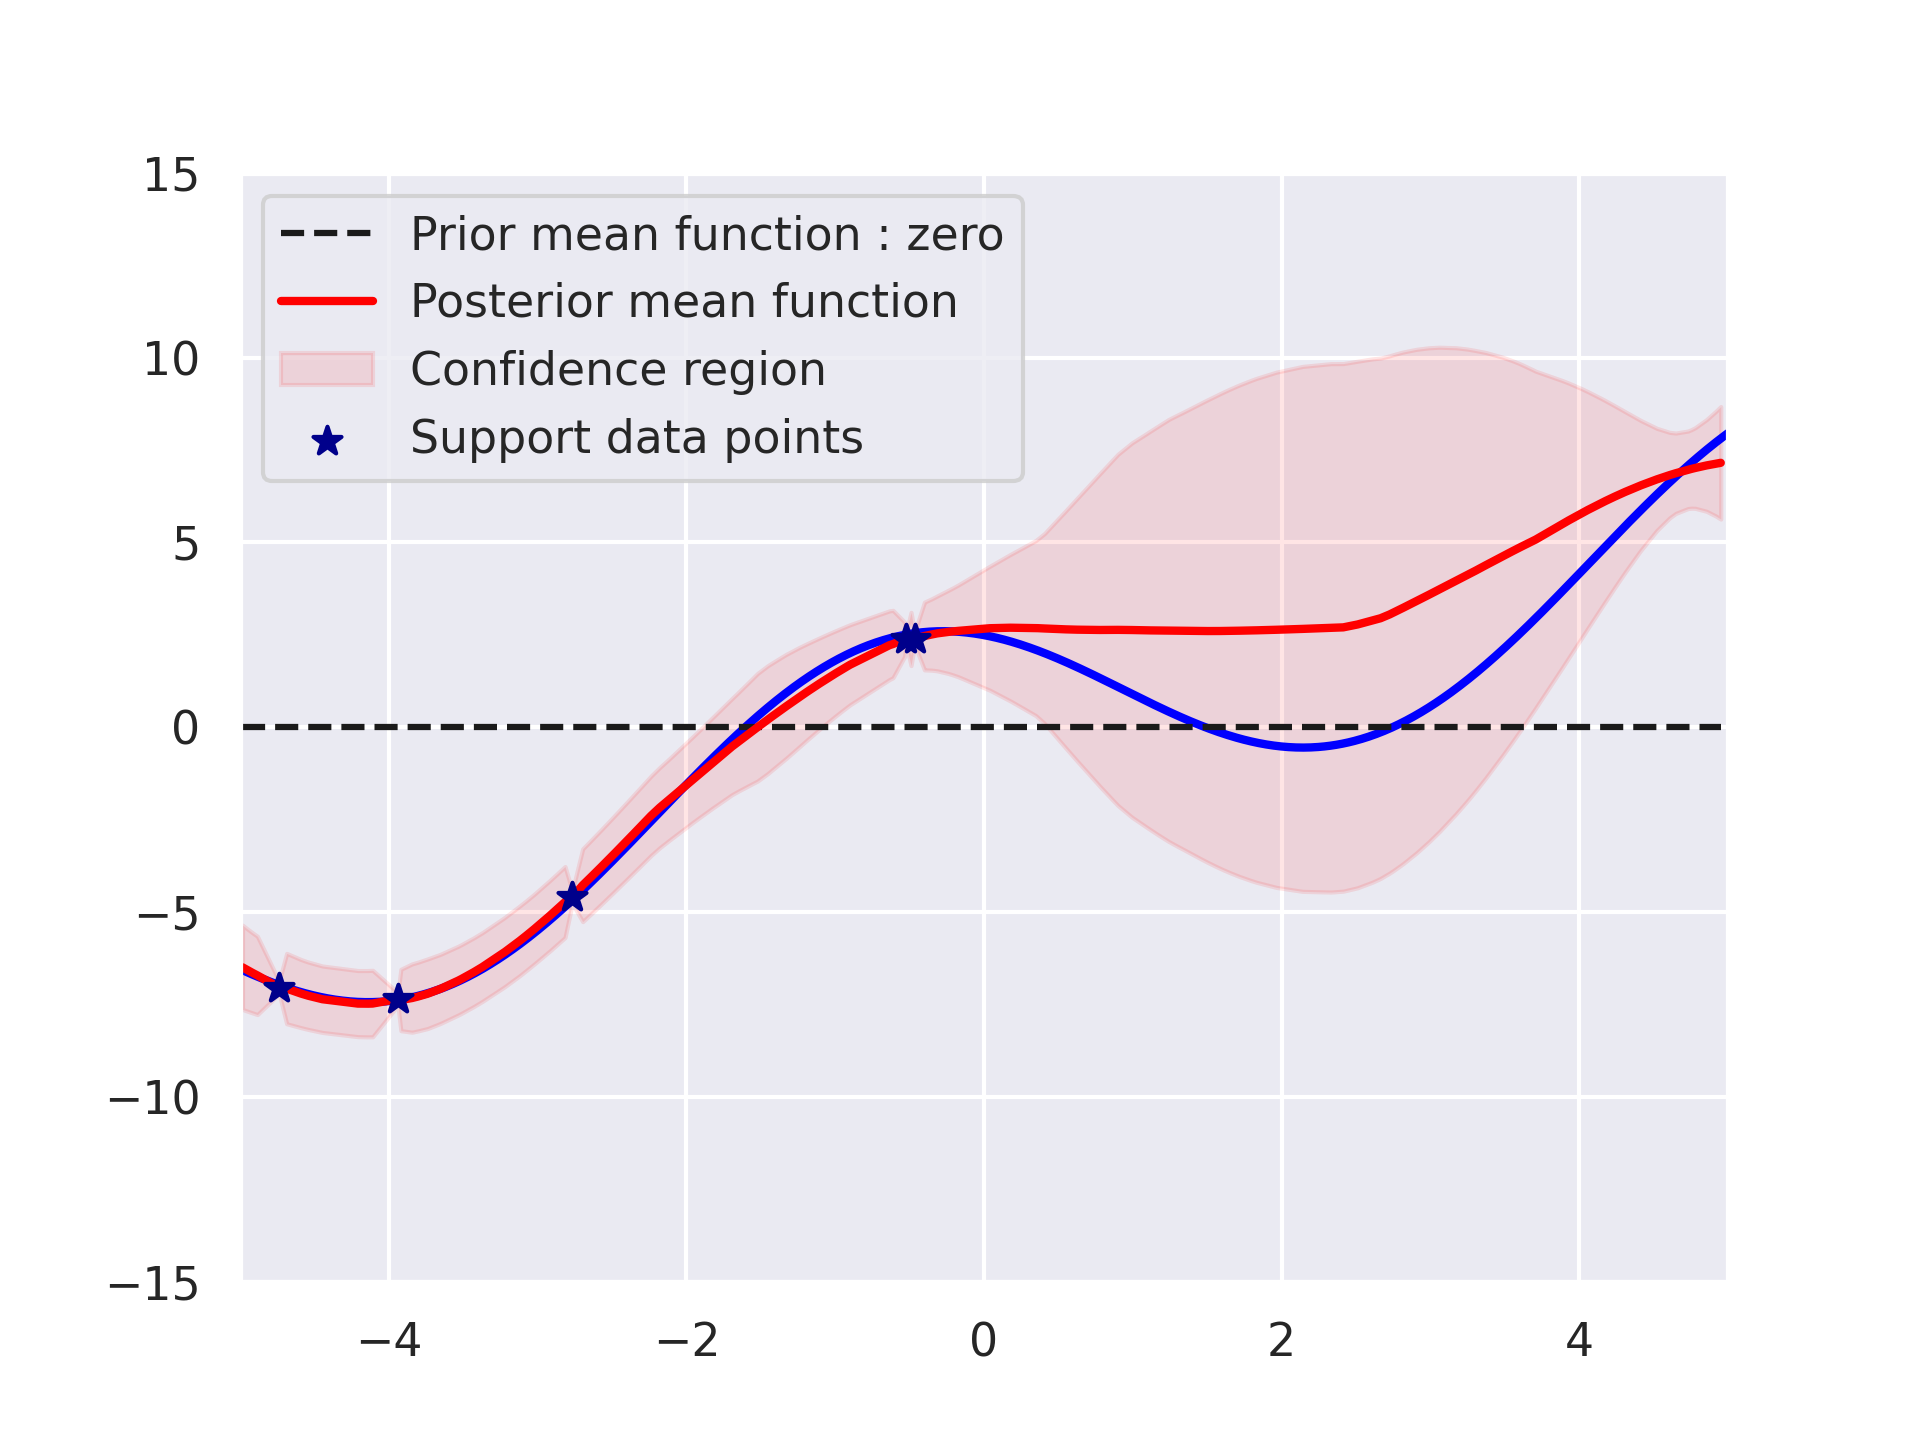 15
10
5
0
−5
−10
−15
Prior mean function : zero
Posterior mean function
Confidence region
Support data points
−4 −2 0 2 4